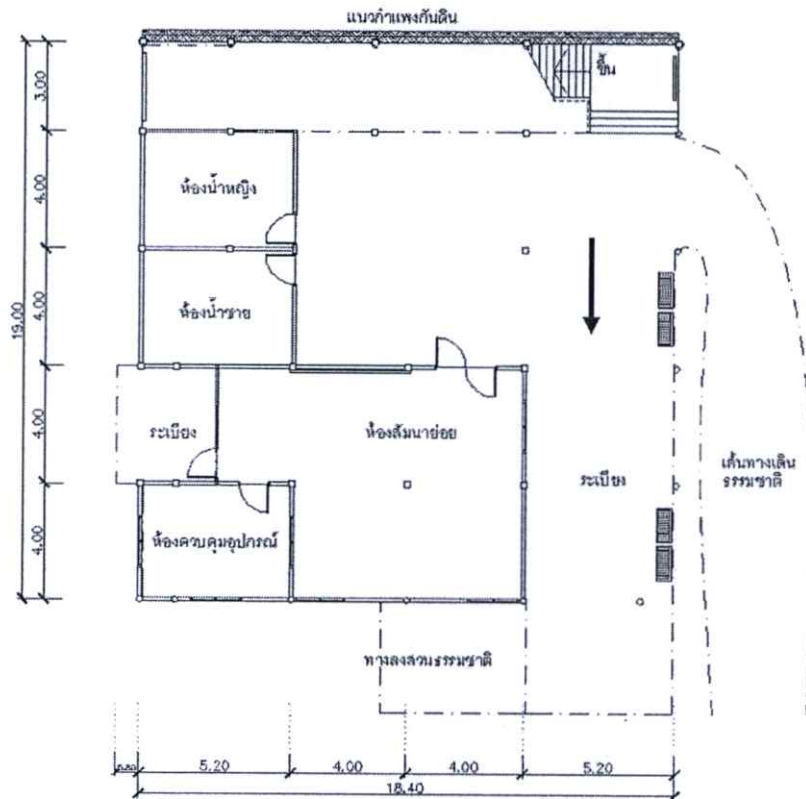 แนวกำแพงกันดิน
ขึ้น
3.00
4.00
ห้องน้ำหญิง
4.00
ห้องน้ำชาย
19.00
4.00
ระเบียง
ห้องสัมนาย่อย
ระเบียง
เส้นทางเดิน
ธรรมชาติ
4.00
ห้องควบคุมอุปกรณ์
ทางลงสวนธรรมชาติ
5.20
4.00
4.00
5.20
18.40